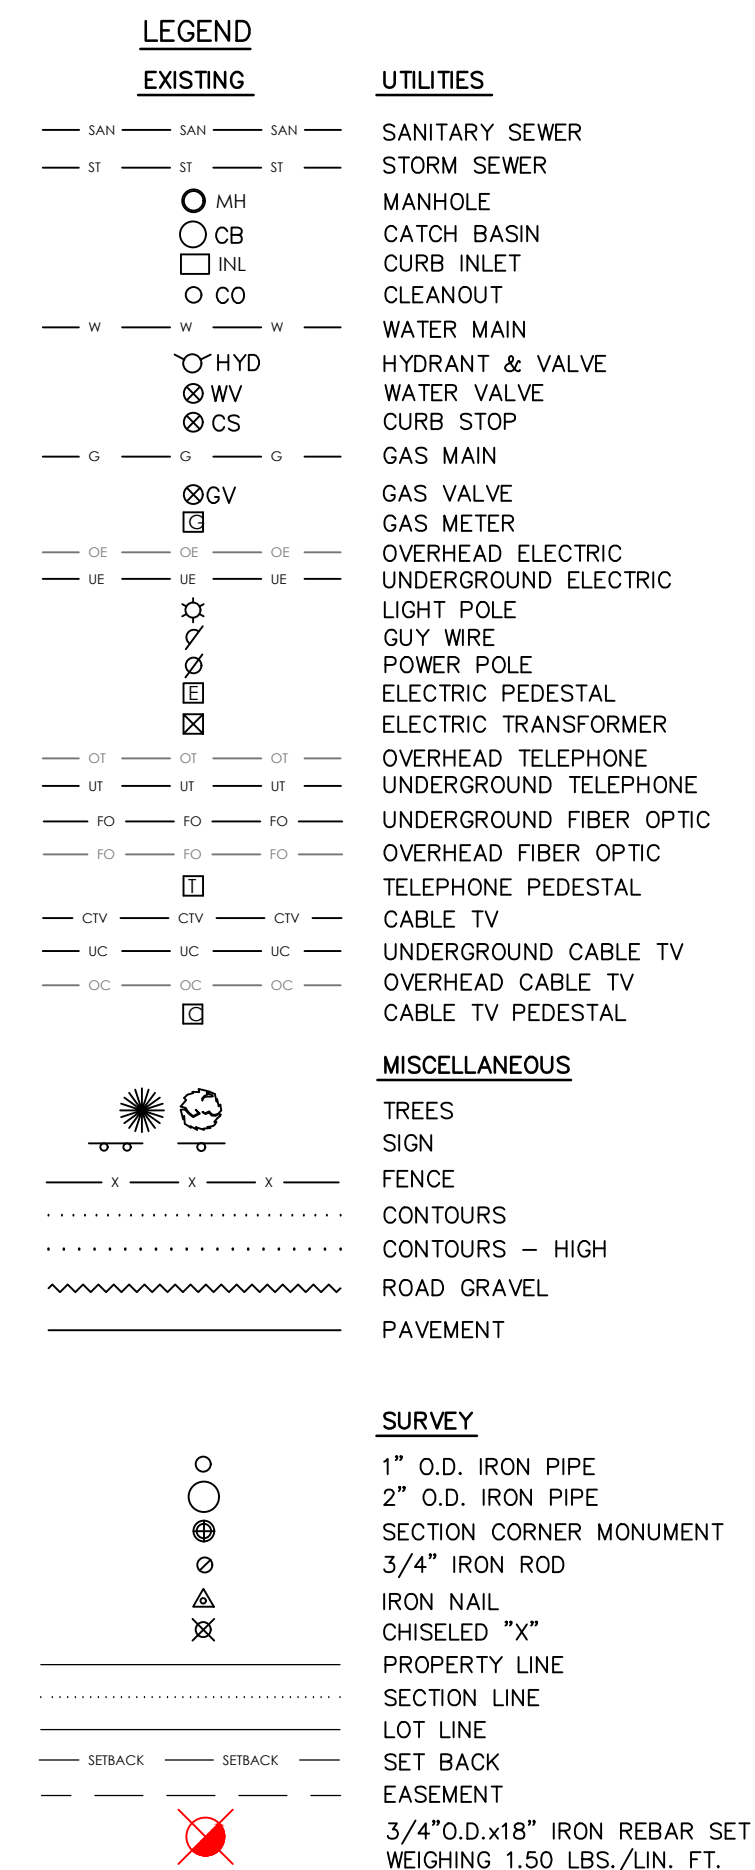 LEGEND
EXISTING UTILITIES
SAN SAN SAN SANITARY SEWER
ST ST ST STORM SEWER
MH MANHOLE
CB CATCH BASIN
INL CURB INLET
CO CLEANOUT
W W W WATER MAIN
HYD HYDRANT & VALVE
WV WATER VALVE
CS CURB STOP
G G G GAS MAIN
GV GAS VALVE
G GAS METER
OE OE OE OVERHEAD ELECTRIC
UE UE UE UNDERGROUND ELECTRIC
LIGHT POLE
GUY WIRE
POWER POLE
E ELECTRIC PEDESTAL
ELECTRIC TRANSFORMER
OT OT OT OVERHEAD TELEPHONE
UT UT UT UNDERGROUND TELEPHONE
FO FO FO UNDERGROUND FIBER OPTIC
FO FO FO OVERHEAD FIBER OPTIC
T TELEPHONE PEDESTAL
CTV CTV CTV CABLE TV
UC UC UC UNDERGROUND CABLE TV
OC OC OC OVERHEAD CABLE TV
C CABLE TV PEDESTAL
MISCELLANEOUS
TREES
SIGN
X X X FENCE
CONTOURS
CONTOURS – HIGH
ROAD GRAVEL
PAVEMENT
SURVEY
1" O.D. IRON PIPE
2" O.D. IRON PIPE
SECTION CORNER MONUMENT
3/4" IRON ROD
IRON NAIL
CHISELED "X"
PROPERTY LINE
SECTION LINE
LOT LINE
SETBACK SETBACK SET BACK
EASEMENT
3/4"O.D.x18" IRON REBAR SET
WEIGHING 1.50 LBS./LIN. FT.